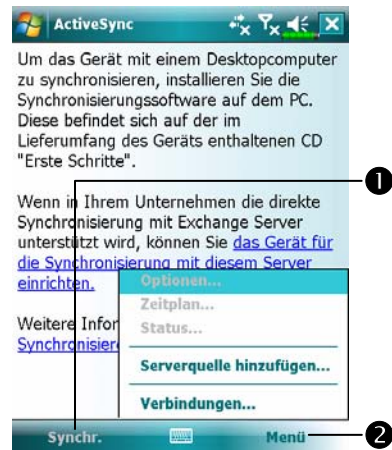 ActiveSync
Um das Gerät mit einem Desktopcomputer
zu synchronisieren, installieren Sie die
Synchronisierungssoftware auf dem PC.
Diese befindet sich auf der im
Lieferumfang des Geräts enthaltenen CD
"Erste Schritte".
Wenn in Ihrem Unternehmen die direkte
Synchronisierung mit Exchange Server
unterstützt wird, können Sie das Gerät für
die Synchronisierung mit diesem Server
einrichten.
Weitere Infor
Synchronisier
Optionen...
Zeitplan...
Status...
Serverquelle hinzufügen...
Verbindungen...
Synchr.
Menü
1
2